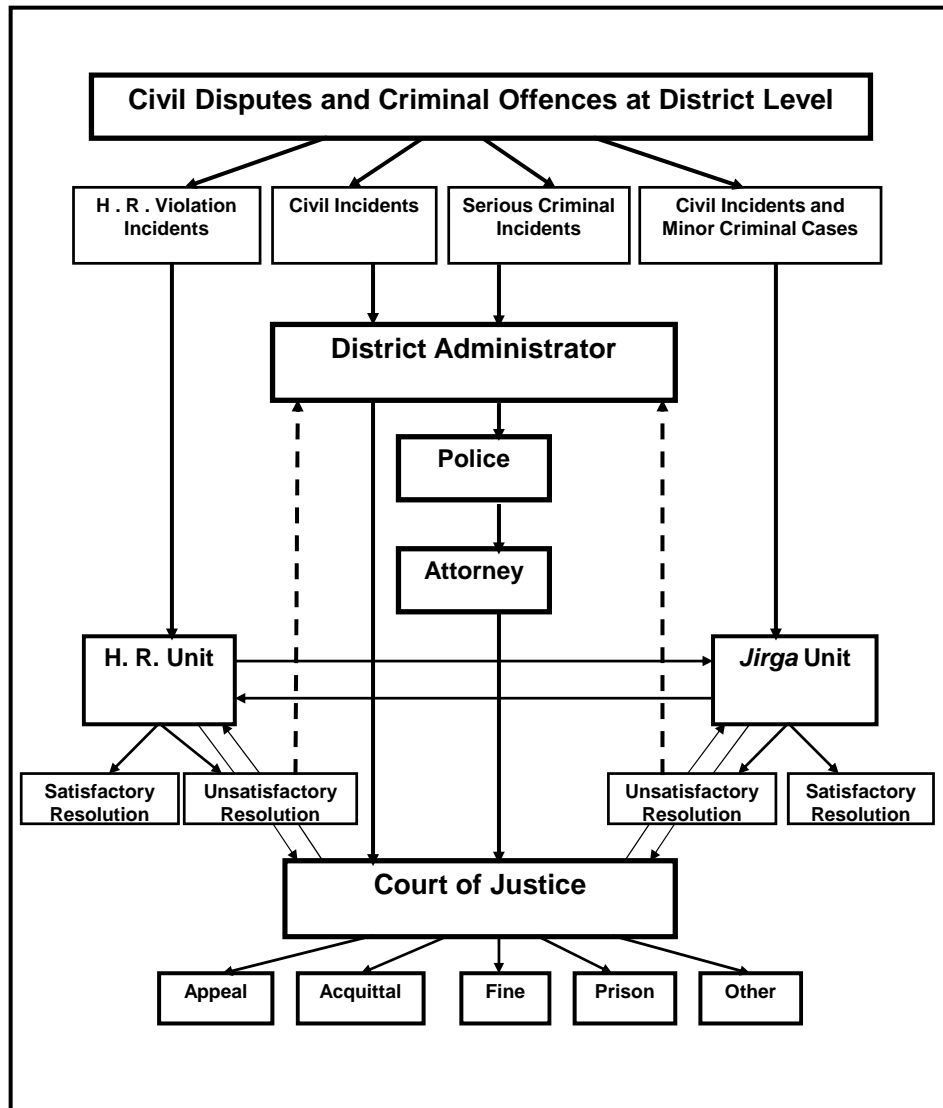 Civil Disputes and Criminal Offences at District Level
H . R . Violation
Incidents
Civil Incidents
Serious Criminal
Incidents
Civil Incidents and
Minor Criminal Cases
District Administrator
Police
Attorney
H. R. Unit
Jirga Unit
Satisfactory
Resolution
Unsatisfactory
Resolution
Unsatisfactory
Resolution
Satisfactory
Resolution
Court of Justice
Appeal
Acquittal
Fine
Prison
Other